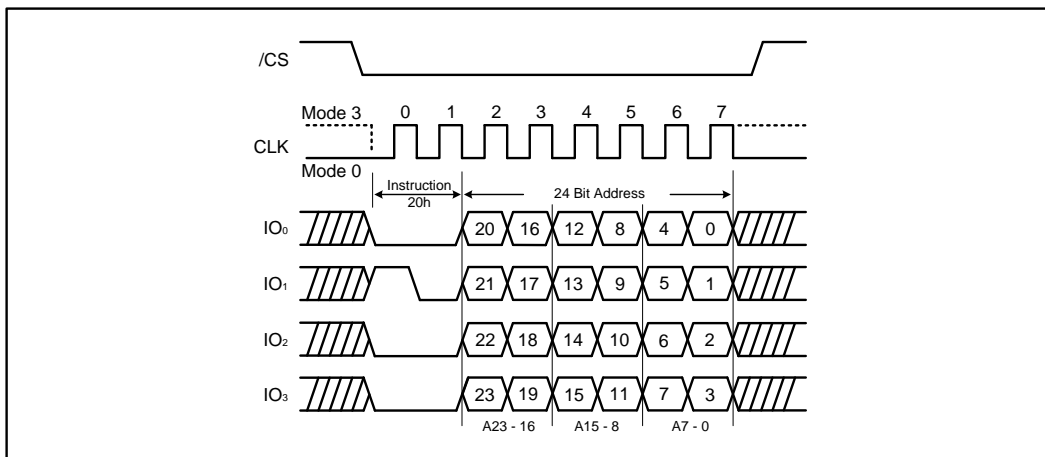 /CS
Mode 3 0 1 2 3 4 5 6 7
CLK
Mode 0
Instruction 24 Bit Address
20h
IO₀ 20 16 12 8 4 0
IO₁ 21 17 13 9 5 1
IO₂ 22 18 14 10 6 2
IO₃ 23 19 15 11 7 3
A23 - 16 A15 - 8 A7 - 0